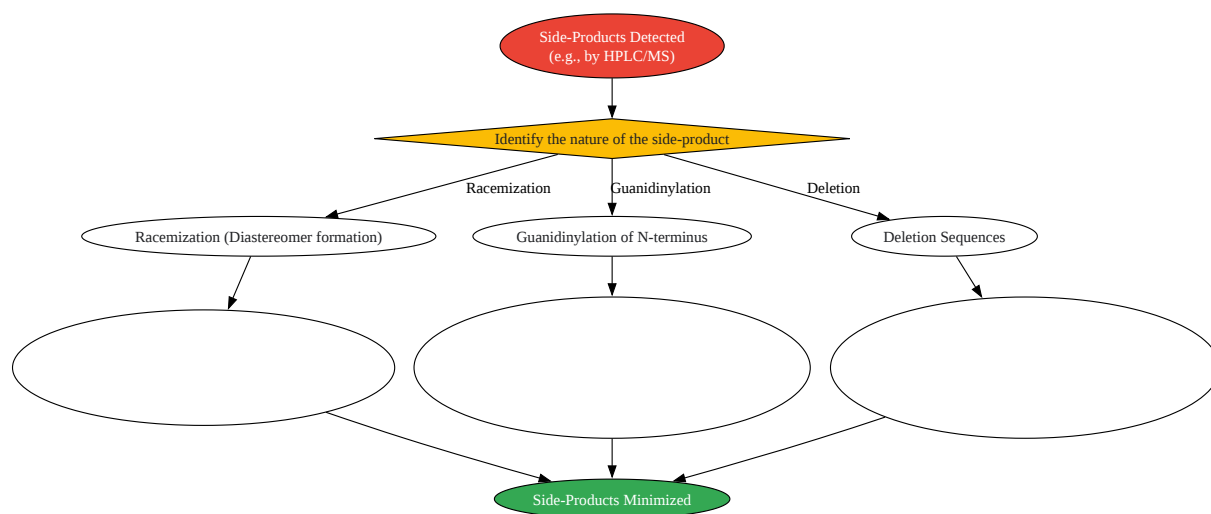 Side-Products Detected
(e.g., by HPLC/MS)
Identify the nature of the side-product
Racemization
Guanidinylation
Deletion
Racemization (Diastereomer formation)
Guanidinylation of N-terminus
Deletion Sequences
Side-Products Minimized